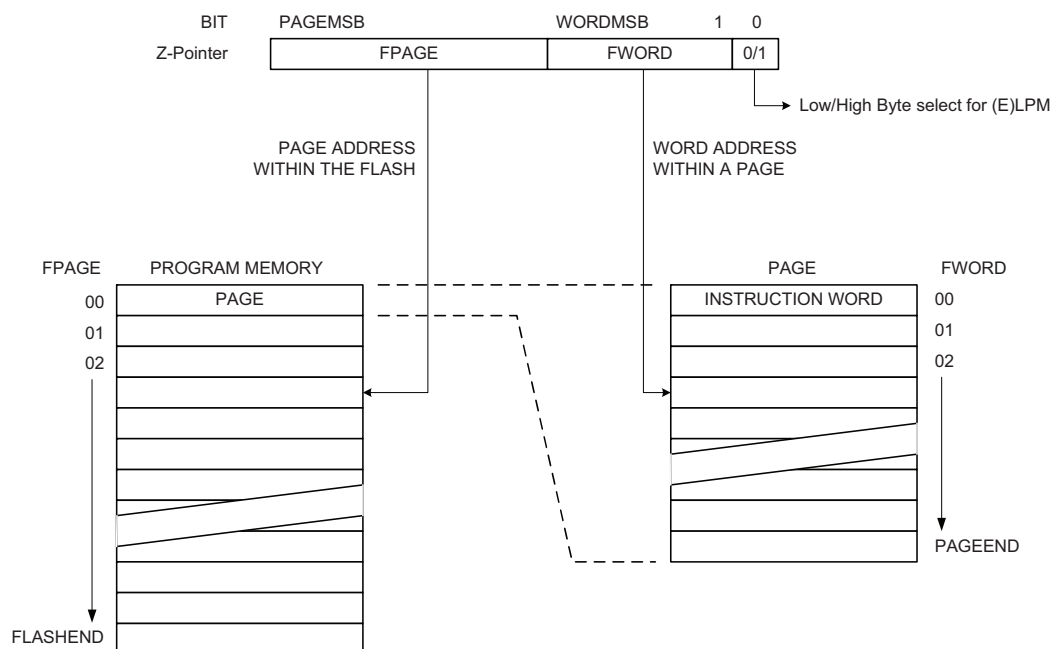 BIT PAGEMSB WORDMSB 1 0
Z-Pointer FPAGE FWORD 0/1
Low/High Byte select for (E)LPM
PAGE ADDRESS
WITHIN THE FLASH
WORD ADDRESS
WITHIN A PAGE
FPAGE PROGRAM MEMORY
00 PAGE
01
02
FLASHEND
PAGE FWORD
INSTRUCTION WORD 00
01
02
PAGEEND